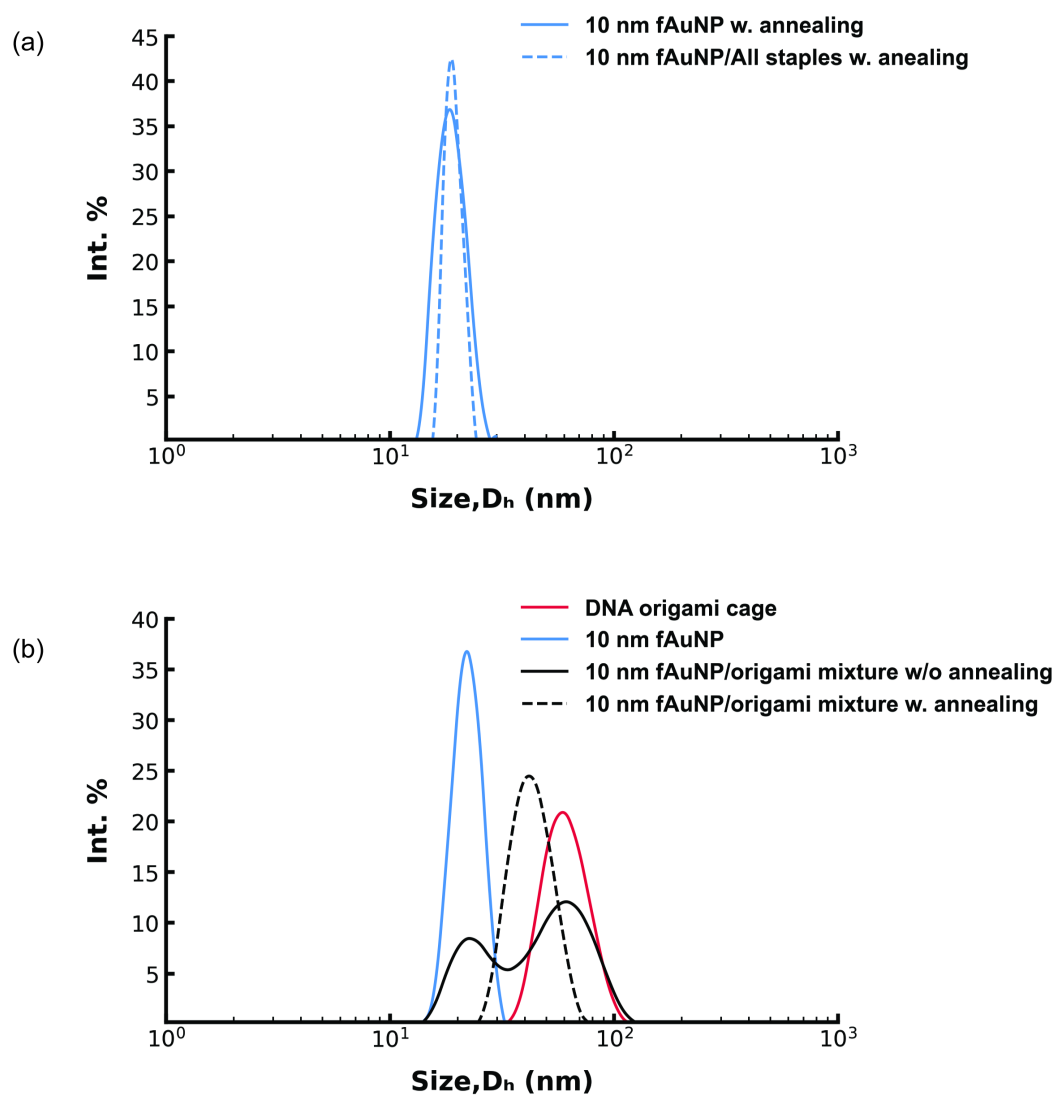 (a)
10 nm fAuNP w. annealing
10 nm fAuNP/All staples w. anealing
45
40
35
30
25
20
15
10
5
Int. %
10⁰ 10¹ 10² 10³
Size,Dₕ (nm)
(b)
DNA origami cage
10 nm fAuNP
10 nm fAuNP/origami mixture w/o annealing
10 nm fAuNP/origami mixture w. annealing
40
35
30
25
20
15
10
5
Int. %
10⁰ 10¹ 10² 10³
Size,Dₕ (nm)